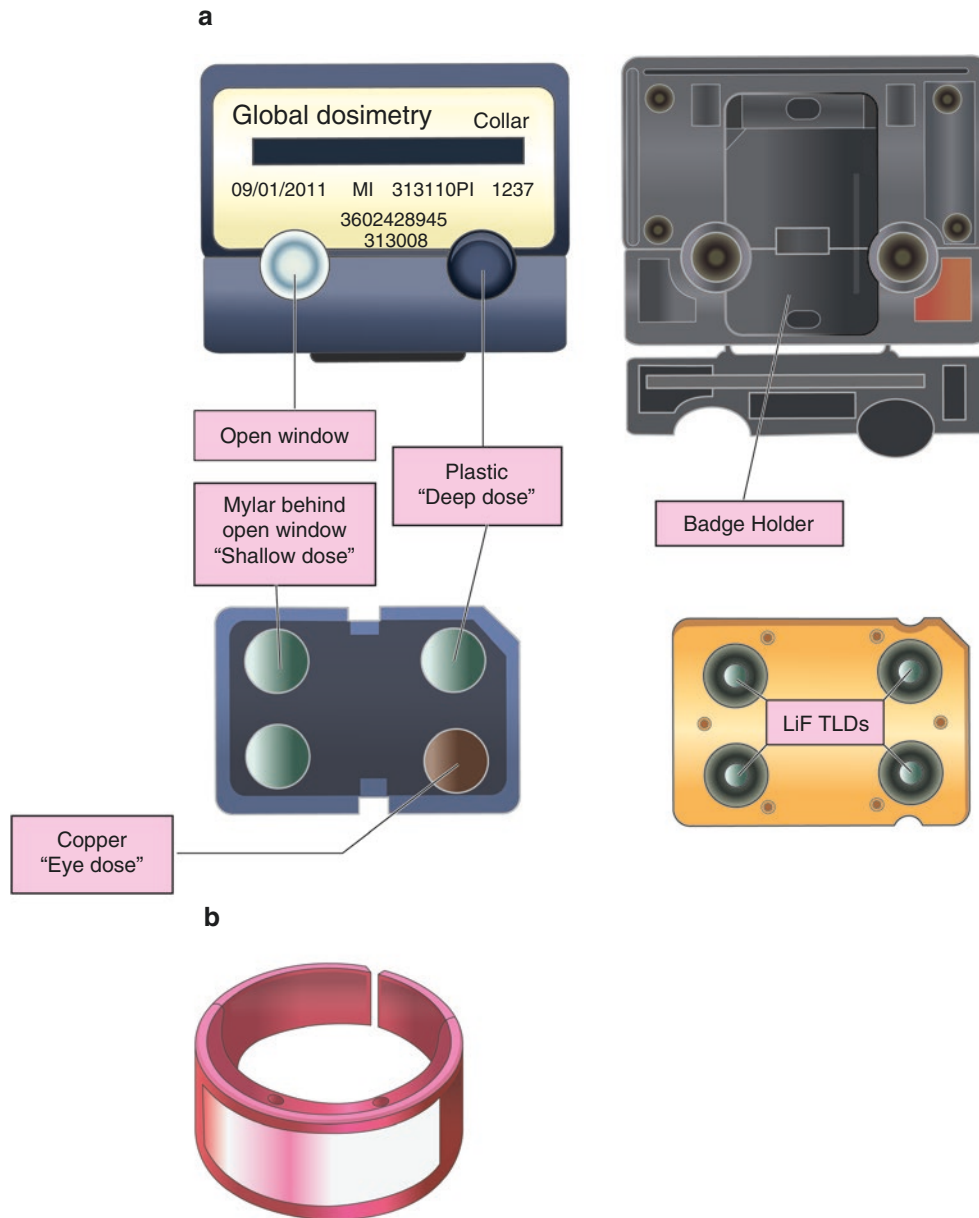 a
Global dosimetry
Collar
09/01/2011 MI 313110PI 1237
3602428945
313008
Open window
Plastic
“Deep dose”
Mylar behind
open window
“Shallow dose”
Badge Holder
LiF TLDs
Copper
“Eye dose”
b